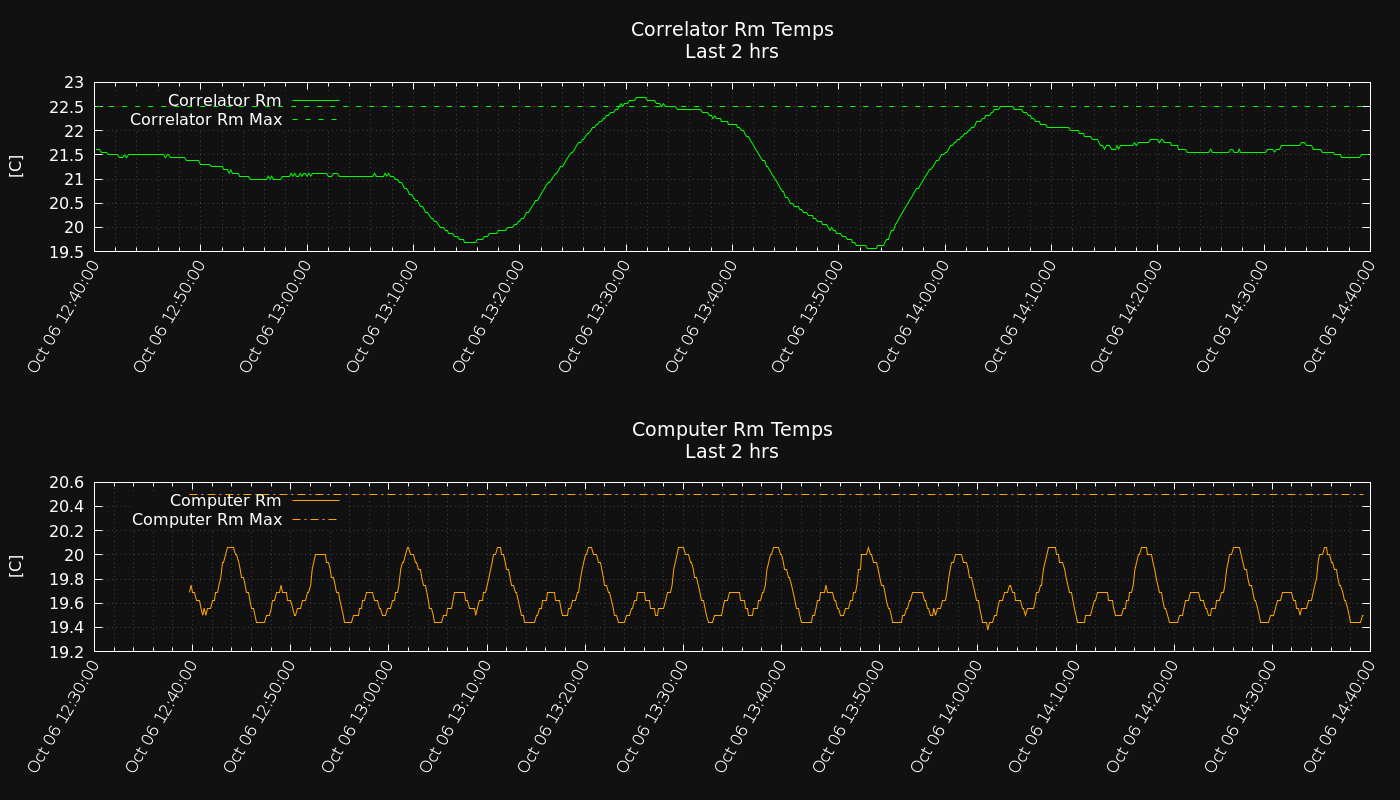 Correlator Rm Temps
Last 2 hrs
23
22.5
22
21.5
21
20.5
20
19.5
[C]
Correlator Rm
Correlator Rm Max
Oct 06 12:40:00
Oct 06 12:50:00
Oct 06 13:00:00
Oct 06 13:10:00
Oct 06 13:20:00
Oct 06 13:30:00
Oct 06 13:40:00
Oct 06 13:50:00
Oct 06 14:00:00
Oct 06 14:10:00
Oct 06 14:20:00
Oct 06 14:30:00
Oct 06 14:40:00
Computer Rm Temps
Last 2 hrs
20.6
20.4
20.2
20
19.8
19.6
19.4
19.2
[C]
Computer Rm
Computer Rm Max
Oct 06 12:30:00
Oct 06 12:40:00
Oct 06 12:50:00
Oct 06 13:00:00
Oct 06 13:10:00
Oct 06 13:20:00
Oct 06 13:30:00
Oct 06 13:40:00
Oct 06 13:50:00
Oct 06 14:00:00
Oct 06 14:10:00
Oct 06 14:20:00
Oct 06 14:30:00
Oct 06 14:40:00